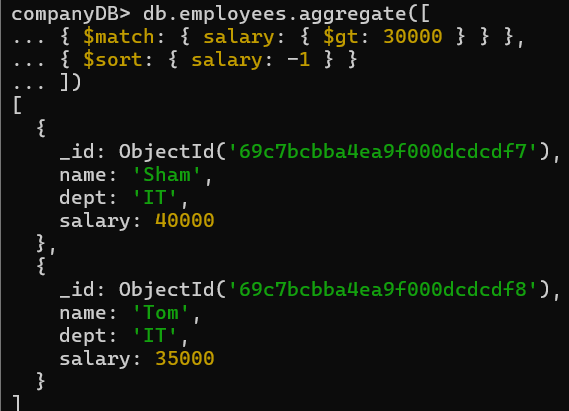 companyDB> db.employees.aggregate([
... { $match: { salary: { $gt: 30000 } } },
... { $sort: { salary: -1 } }
... ])
[
  {
    _id: ObjectId('69c7bcbba4ea9f000dcdcdf7'),
    name: 'Sham',
    dept: 'IT',
    salary: 40000
  },
  {
    _id: ObjectId('69c7bcbba4ea9f000dcdcdf8'),
    name: 'Tom',
    dept: 'IT',
    salary: 35000
  }
]